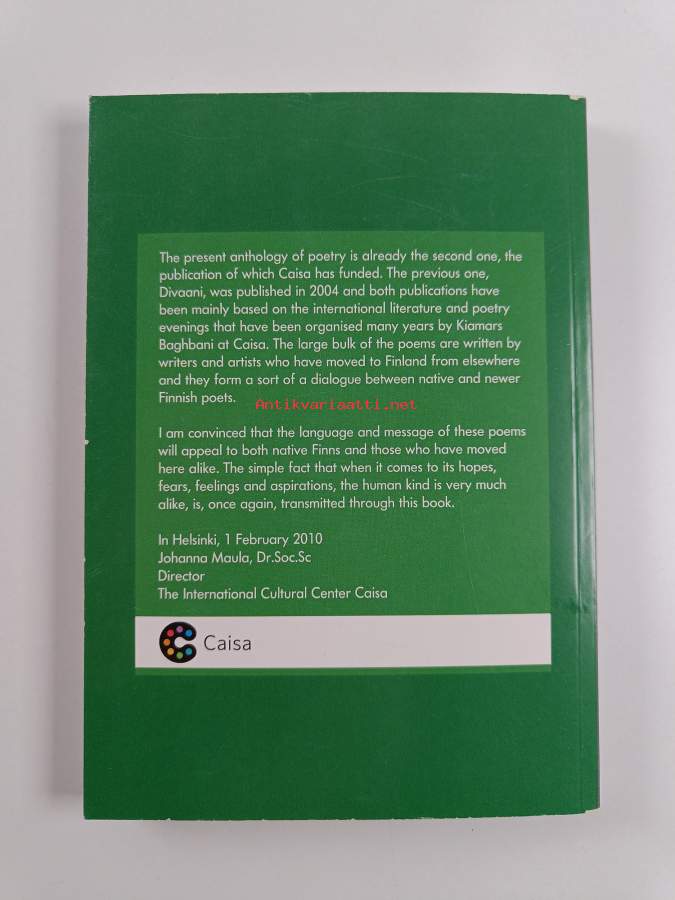 The present anthology of poetry is already the second one, the
publication of which Caisa has funded. The previous one,
Divaani, was published in 2004 and both publications have
been mainly based on the international literature and poetry
evenings that have been organised many years by Kiamars
Baghbani at Caisa. The large bulk of the poems are written by
writers and artists who have moved to Finland from elsewhere
and they form a sort of a dialogue between native and newer
Finnish poets.
Antikvariaatti.net
I am convinced that the language and message of these poems
will appeal to both native Finns and those who have moved
here alike. The simple fact that when it comes to its hopes,
fears, feelings and aspirations, the human kind is very much
alike, is, once again, transmitted through this book.
In Helsinki, 1 February 2010
Johanna Maula, Dr.Soc.Sc
Director
The International Cultural Center Caisa
Caisa